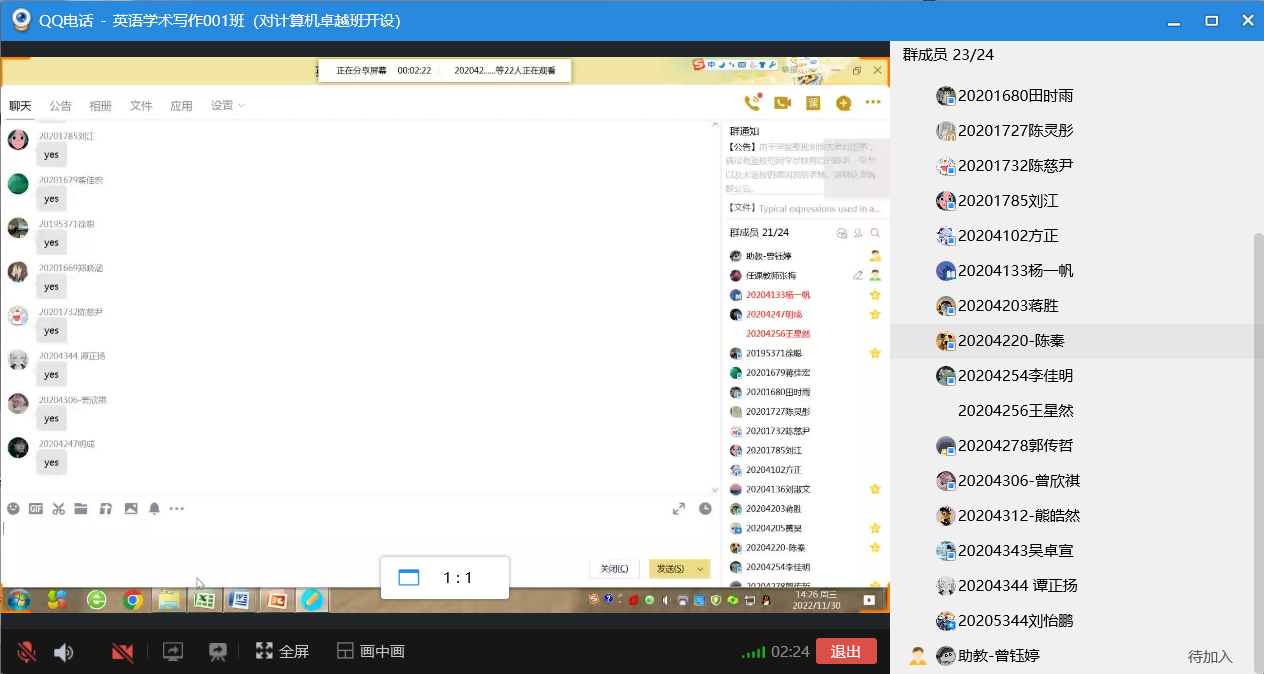 QQ电话 - 英语学术写作001班 (对计算机卓越班开设)
正在分享屏幕 00:02:22 202042.....等22人正在观看
聊天 公告 相册 文件 应用 设置
20201785刘江
yes
20201679蒋佳宏
yes
20195371徐聪
yes
20201669郑晓涵
yes
20201732陈慈尹
yes
20204344 谭正扬
yes
20204306-曾欣祺
yes
20204247明成
yes
GIF
关闭(C) 发送(S)
群通知
【文件】Typical expressions used in a...
群成员 21/24
助教-曾钰婷
任课教师张梅
20204133杨一帆
20204247明成
20204256王星然
20195371徐聪
20201679蒋佳宏
20201680田时雨
20201727陈灵彤
20201732陈慈尹
20201785刘江
20204102方正
20204136刘淑文
20204203蒋胜
20204205黄昊
20204220-陈秦
20204254李佳明
20204278郭传哲
1 : 1
14:26 周三
2022/11/30
全屏 画中画 02:24 退出
群成员 23/24
20201680田时雨
20201727陈灵彤
20201732陈慈尹
20201785刘江
20204102方正
20204133杨一帆
20204203蒋胜
20204220-陈秦
20204254李佳明
20204256王星然
20204278郭传哲
20204306-曾欣祺
20204312-熊皓然
20204343吴卓宣
20204344 谭正扬
20205344刘怡鹏
助教-曾钰婷 待加入